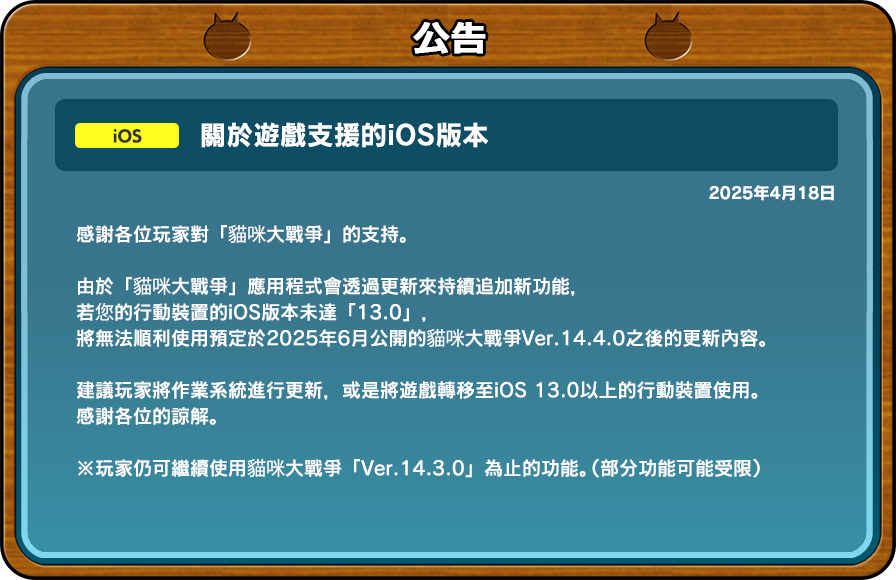 公告
iOS 關於遊戲支援的iOS版本
2025年4月18日
感謝各位玩家對「貓咪大戰爭」的支持。
由於「貓咪大戰爭」應用程式會透過更新來持續追加新功能，
若您的行動裝置的iOS版本未達「13.0」，
將無法順利使用預定於2025年6月公開的貓咪大戰爭Ver.14.4.0之後的更新內容。
建議玩家將作業系統進行更新，或是將遊戲轉移至iOS 13.0以上的行動裝置使用。
感謝各位的諒解。
※玩家仍可繼續使用貓咪大戰爭「Ver.14.3.0」為止的功能。（部分功能可能受限）